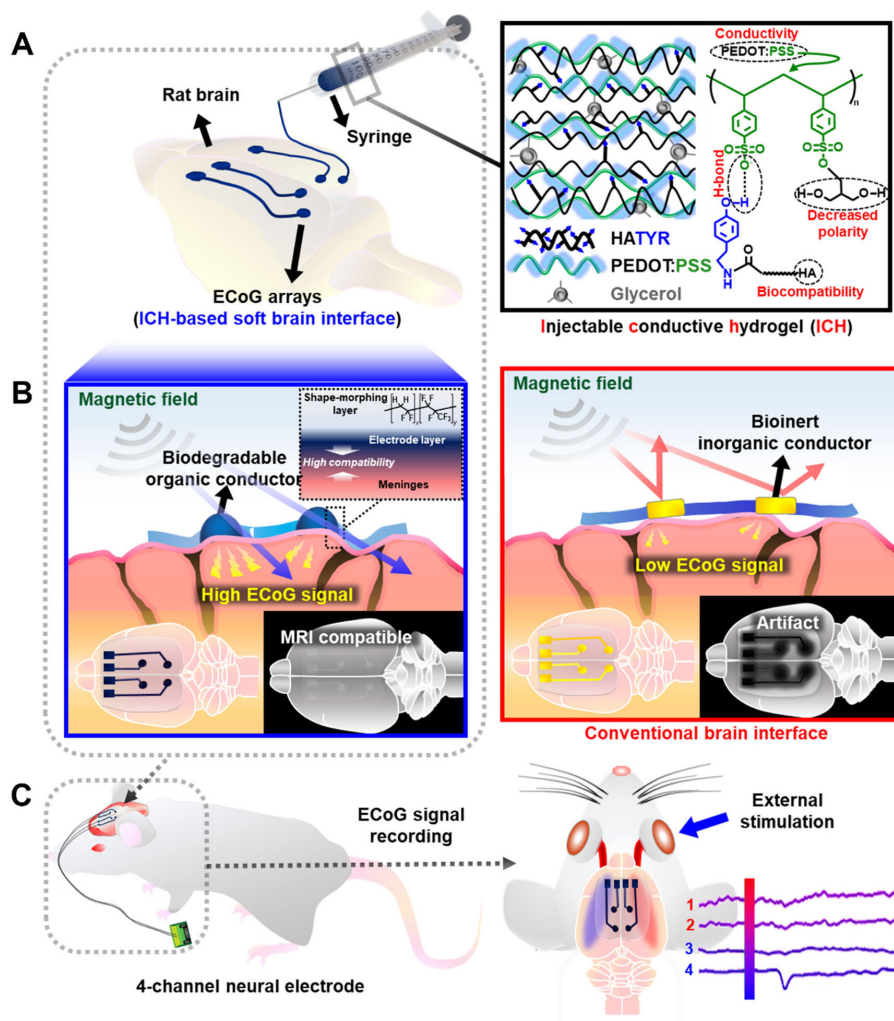 A
Rat brain
Syringe
ECoG arrays
(ICH-based soft brain interface)
Conductivity
PEDOT:PSS
n
O=S=O
O
O=S=O
O
H-bond
O-H
H-O
O-H
Decreased
polarity
HATYR
PEDOT:PSS
Glycerol
N
H
O
HA
Biocompatibility
Injectable conductive hydrogel (ICH)
B
Magnetic field
Shape-morphing
layer
H H
F F
x
F F
F CF3
y
Electrode layer
High compatibility
Meninges
Biodegradable
organic conductor
High ECoG signal
MRI compatible
Magnetic field
Bioinert
inorganic conductor
Low ECoG signal
Artifact
Conventional brain interface
C
ECoG signal
recording
4-channel neural electrode
External
stimulation
1
2
3
4